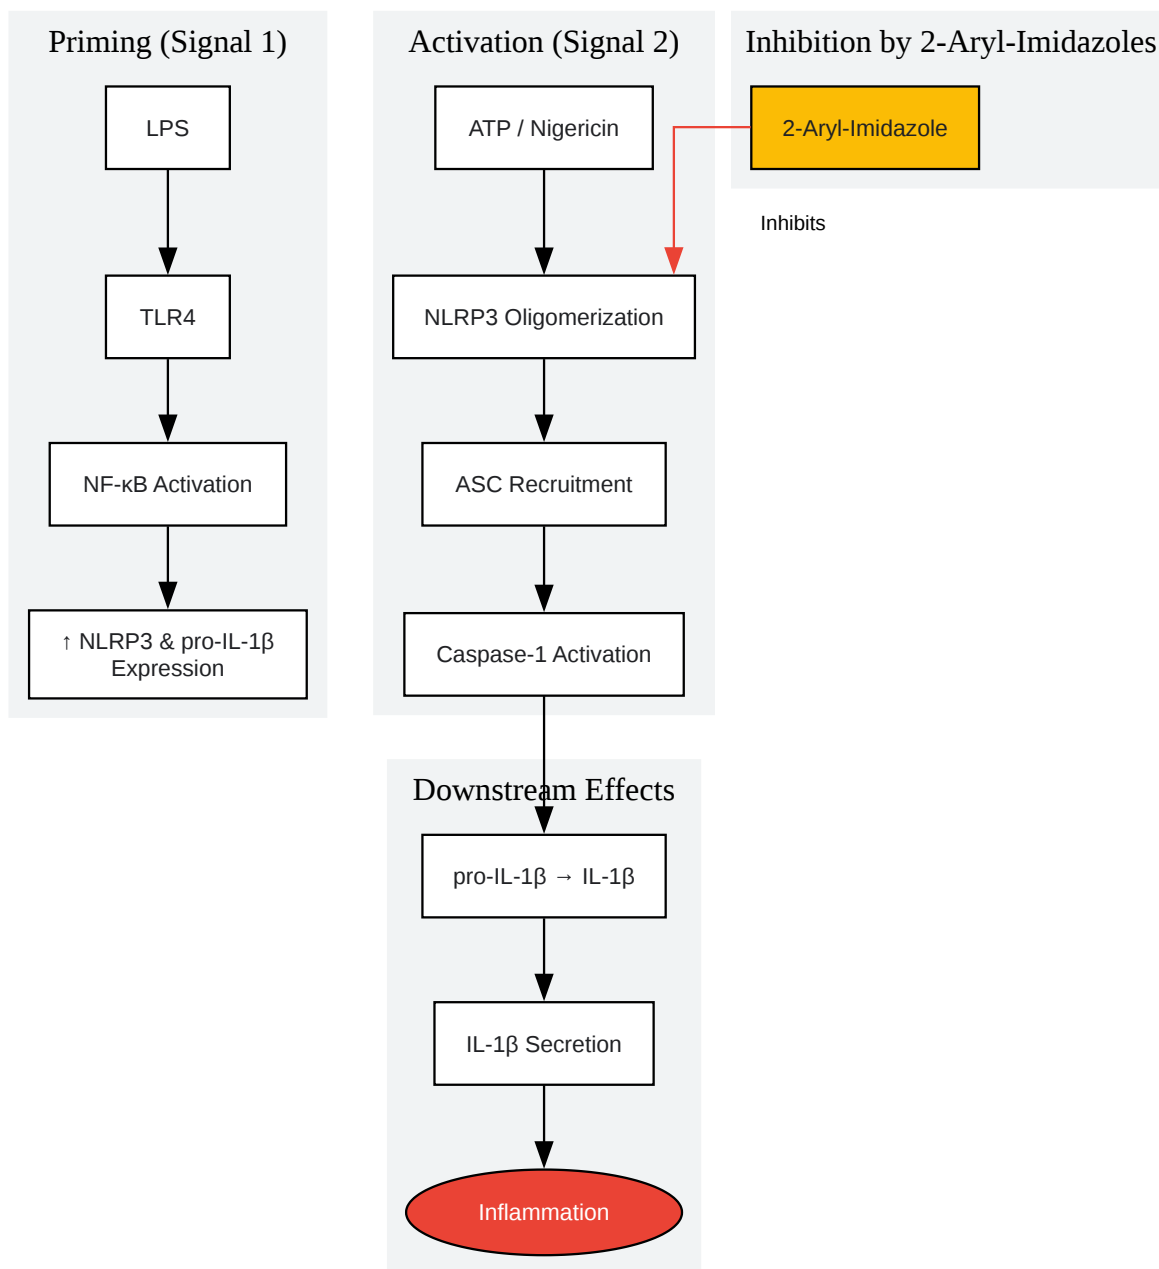 Priming (Signal 1)
LPS
TLR4
NF-κB Activation
↑ NLRP3 & pro-IL-1β
Expression
Activation (Signal 2)
ATP / Nigericin
NLRP3 Oligomerization
ASC Recruitment
Caspase-1 Activation
Inhibition by 2-Aryl-Imidazoles
2-Aryl-Imidazole
Inhibits
Downstream Effects
pro-IL-1β → IL-1β
IL-1β Secretion
Inflammation